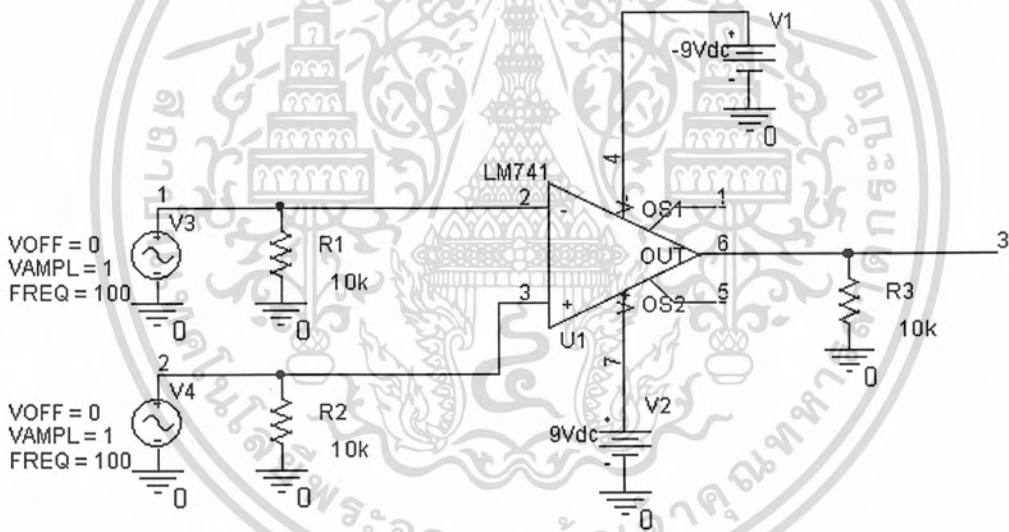 V1
-9Vdc
+
-
0
LM741
4
1
2
-
OS1
1
V3
VOFF = 0
VAMPL = 1
FREQ = 100
R1
10k
0
0
OUT
6
3
3
+
OS2
5
U1
R3
10k
0
2
V4
VOFF = 0
VAMPL = 1
FREQ = 100
R2
10k
0
0
7
V2
+
9Vdc
-
0